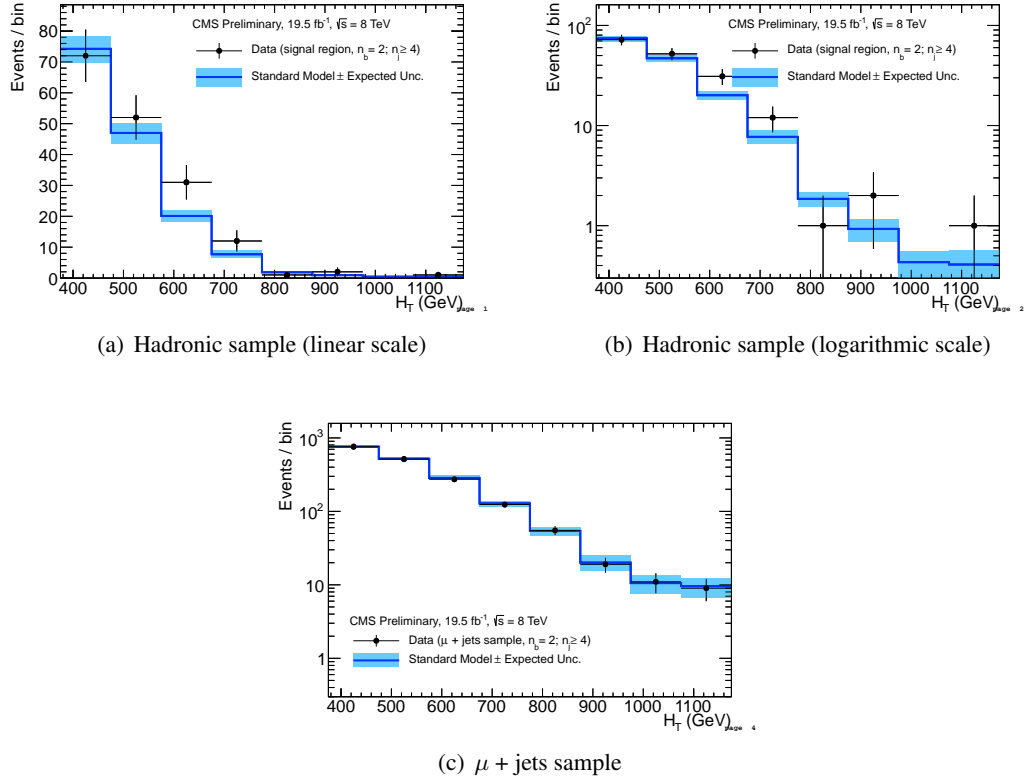 CMS Preliminary, 19.5 fb⁻¹, √s = 8 TeV
Data (signal region, n_b = 2; n_j ≥ 4)
Standard Model ± Expected Unc.
Events / bin
80
70
60
50
40
30
20
10
0
400 500 600 700 800 900 1000 1100
H_T (GeV)
page 1
(a) Hadronic sample (linear scale)
CMS Preliminary, 19.5 fb⁻¹, √s = 8 TeV
Data (signal region, n_b = 2; n_j ≥ 4)
Standard Model ± Expected Unc.
Events / bin
10²
10
1
400 500 600 700 800 900 1000 1100
H_T (GeV)
page 2
(b) Hadronic sample (logarithmic scale)
Events / bin
10³
10²
10
1
CMS Preliminary, 19.5 fb⁻¹, √s = 8 TeV
Data (μ + jets sample, n_b = 2; n_j ≥ 4)
Standard Model ± Expected Unc.
400 500 600 700 800 900 1000 1100
H_T (GeV)
page 4
(c) μ + jets sample